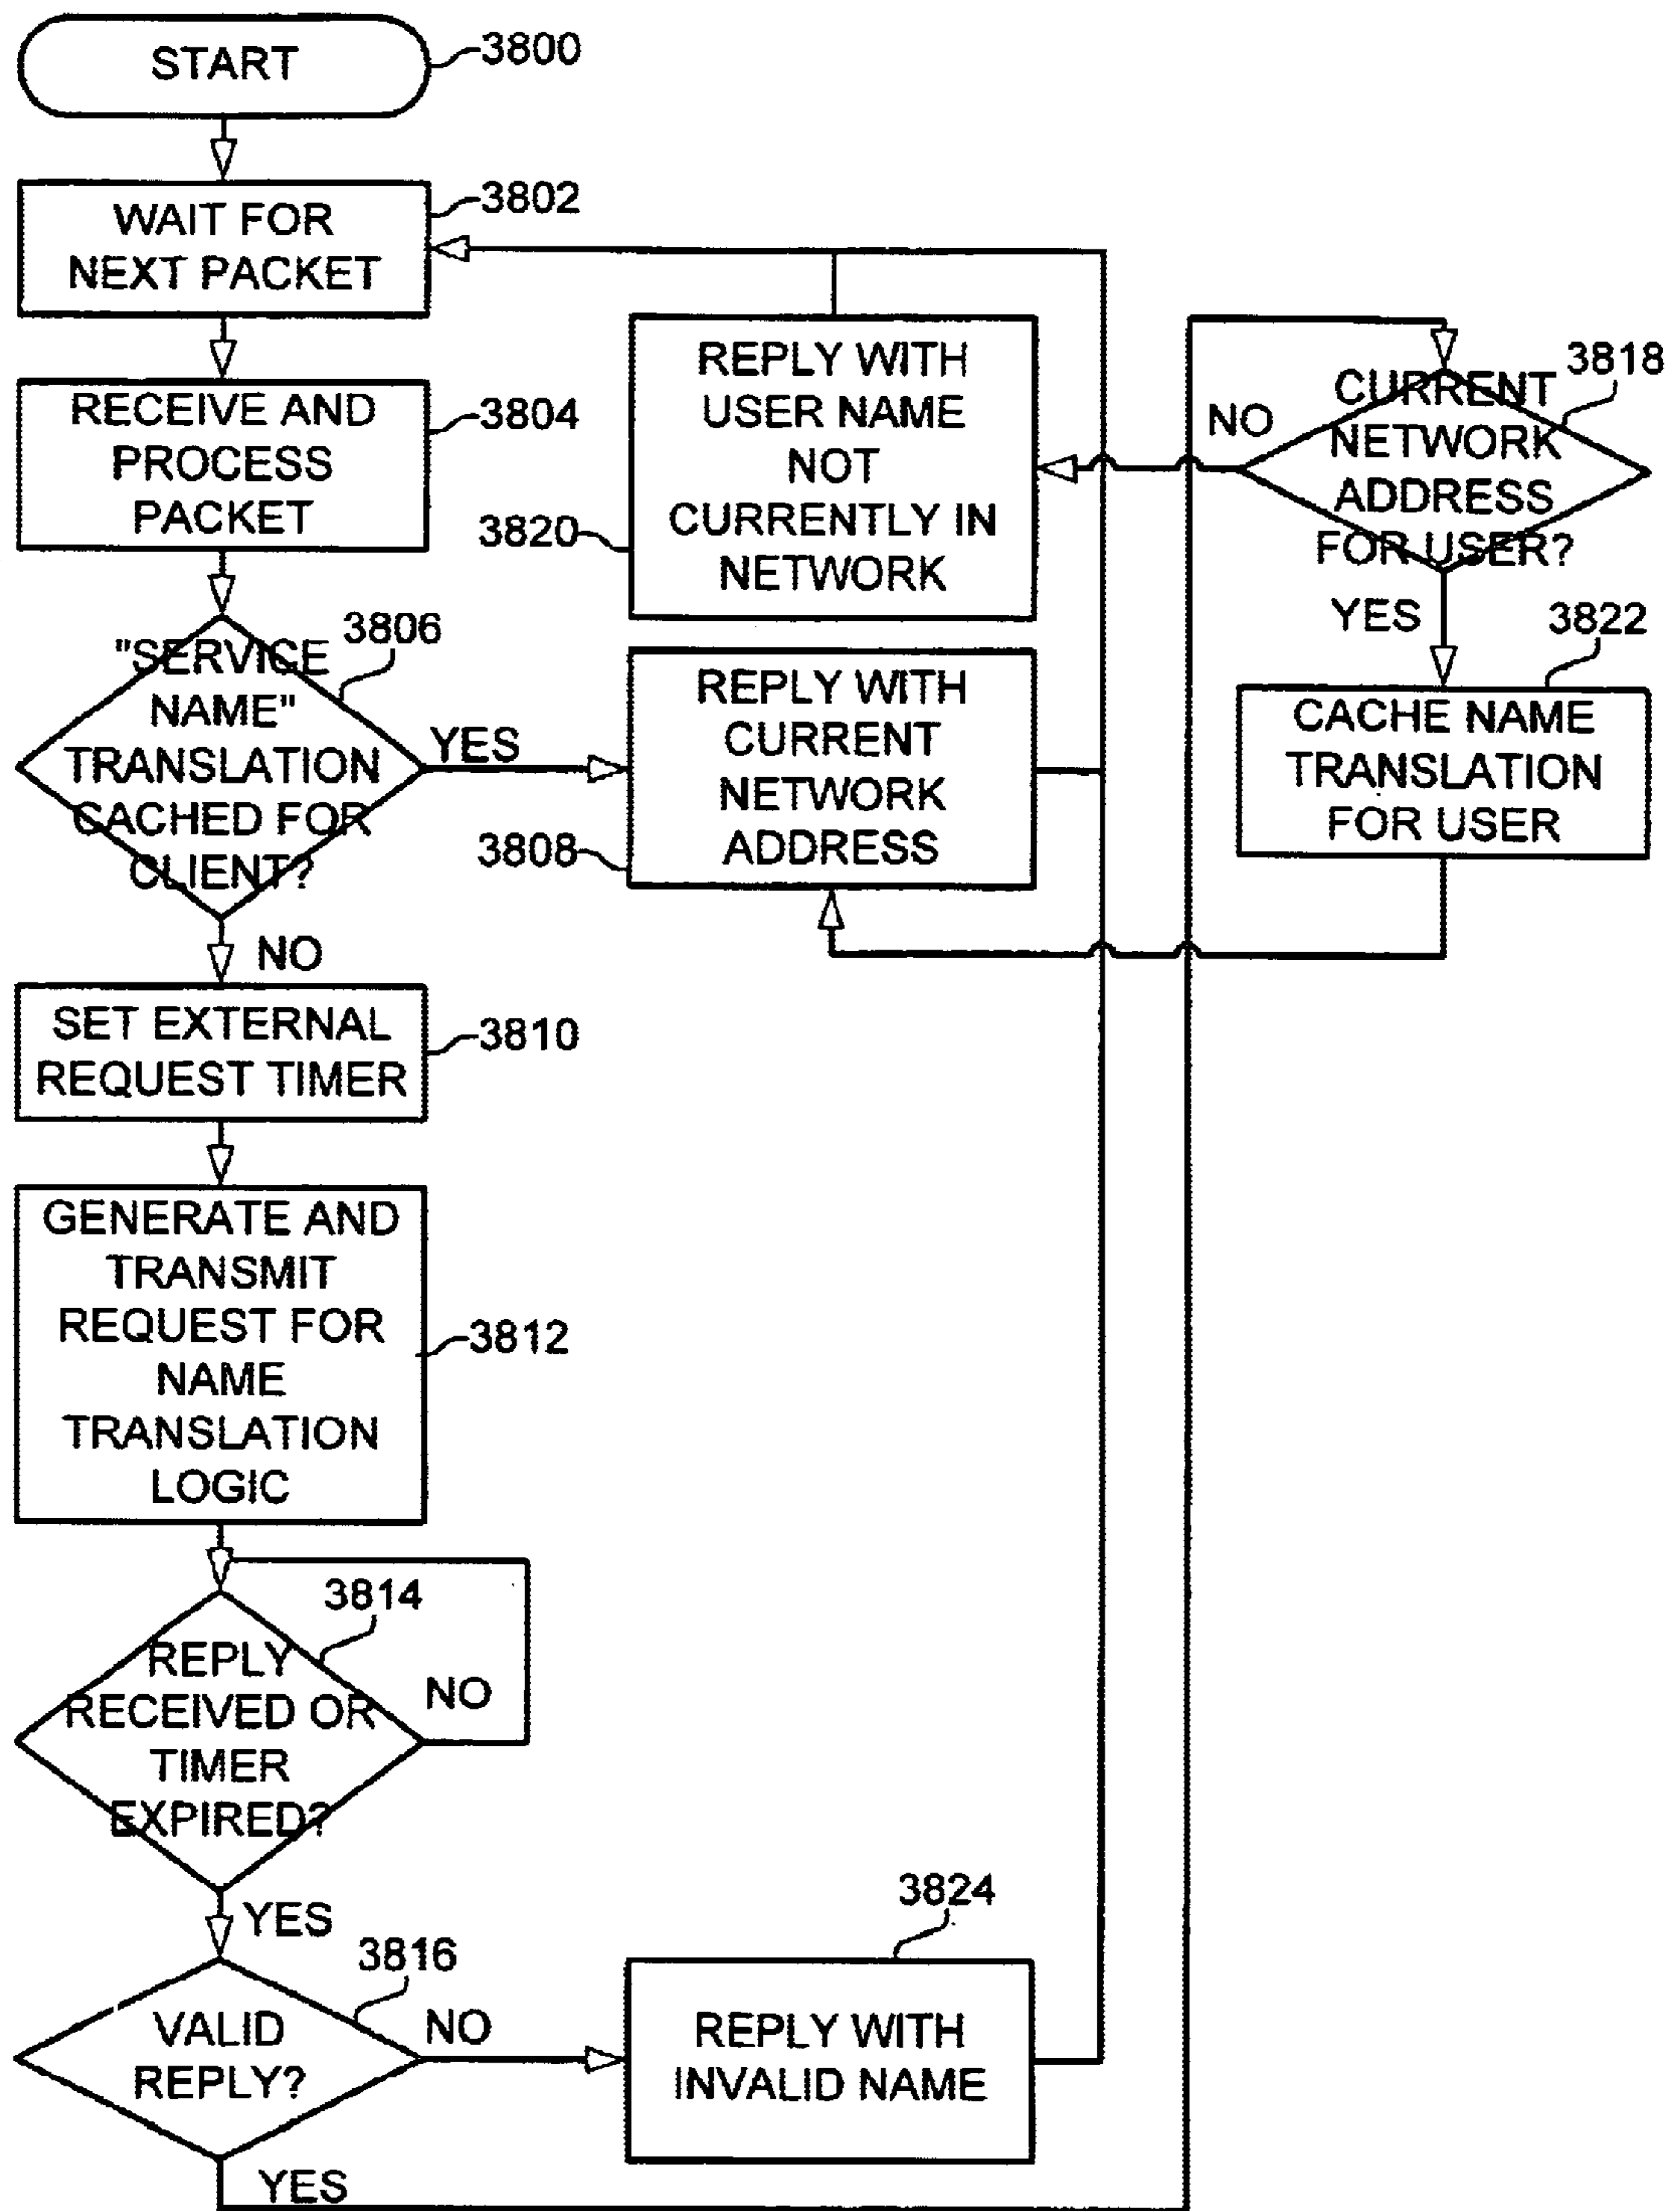 START
3800
WAIT FOR
NEXT PACKET
3802
RECEIVE AND
PROCESS
PACKET
3804
"SERVICE
NAME"
TRANSLATION
CACHED FOR
CLIENT?
3806
YES
NO
REPLY WITH
CURRENT
NETWORK
ADDRESS
3808
SET EXTERNAL
REQUEST TIMER
3810
GENERATE AND
TRANSMIT
REQUEST FOR
NAME
TRANSLATION
LOGIC
3812
REPLY
RECEIVED OR
TIMER
EXPIRED?
3814
NO
YES
VALID
REPLY?
3816
NO
YES
REPLY WITH
INVALID NAME
3824
CURRENT
NETWORK
ADDRESS
FOR USER?
3818
NO
YES
REPLY WITH
USER NAME
NOT
CURRENTLY IN
NETWORK
3820
CACHE NAME
TRANSLATION
FOR USER
3822